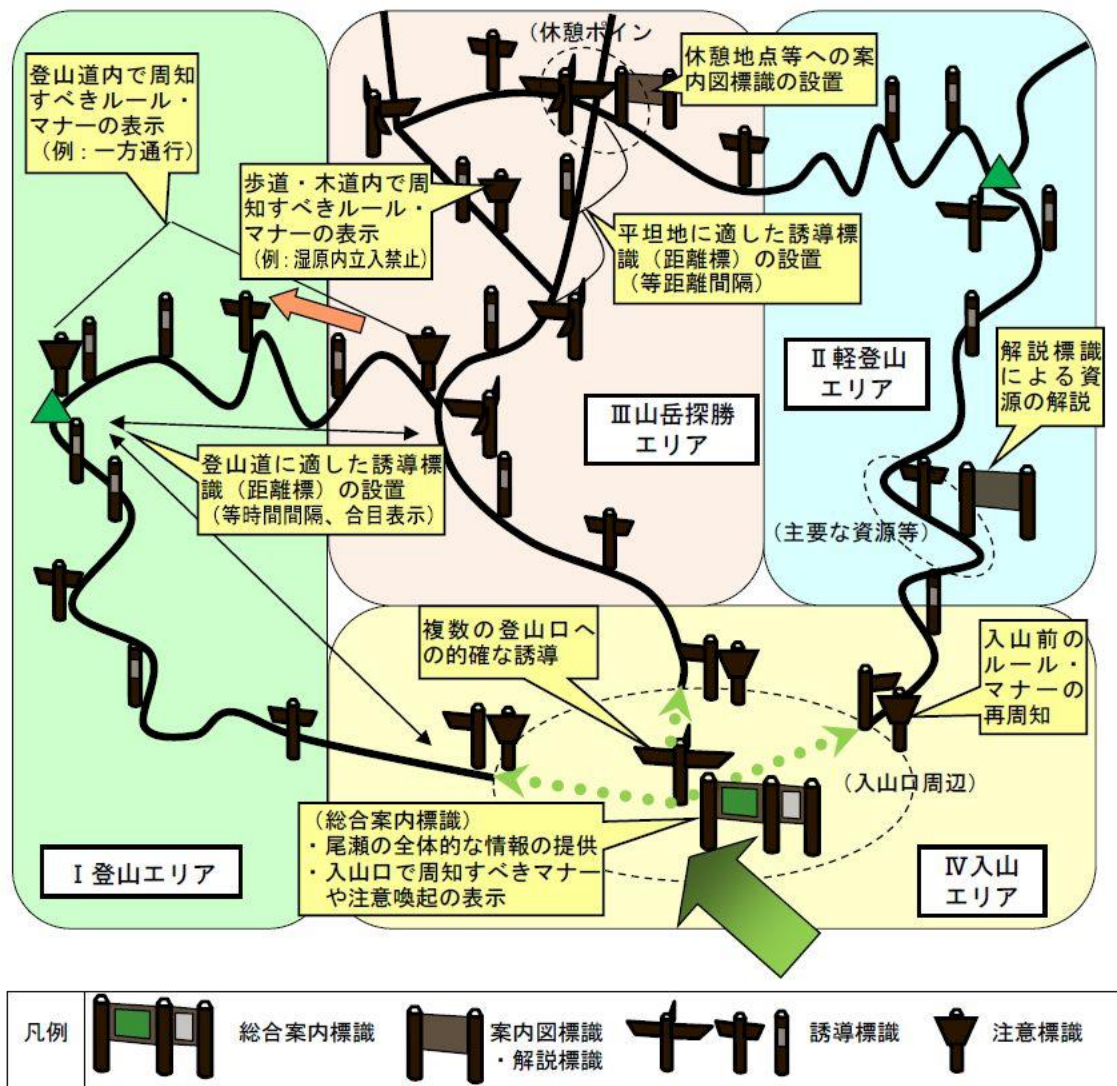 (休憩ポイン
休憩地点等への案
内図標識の設置
登山道内で周知
すべきルール・
マナーの表示
(例:一方通行)
歩道・木道内で周
知すべきルール・
マナーの表示
(例:湿原内立入禁止)
平坦地に適した誘導標
識(距離標)の設置
(等距離間隔)
Ⅱ軽登山
エリア
解説標識
による資
源の解説
Ⅲ山岳探勝
エリア
登山道に適した誘導標
識(距離標)の設置
(等時間間隔、合目表示)
(主要な資源等)
複数の登山口へ
の的確な誘導
入山前の
ルール・
マナーの
再周知
(入山口周辺)
(総合案内標識)
・尾瀬の全体的な情報の提供
・入山口で周知すべきマナー
や注意喚起の表示
Ⅰ登山エリア
Ⅳ入山
エリア
凡例
総合案内標識
案内図標識
・解説標識
誘導標識
注意標識